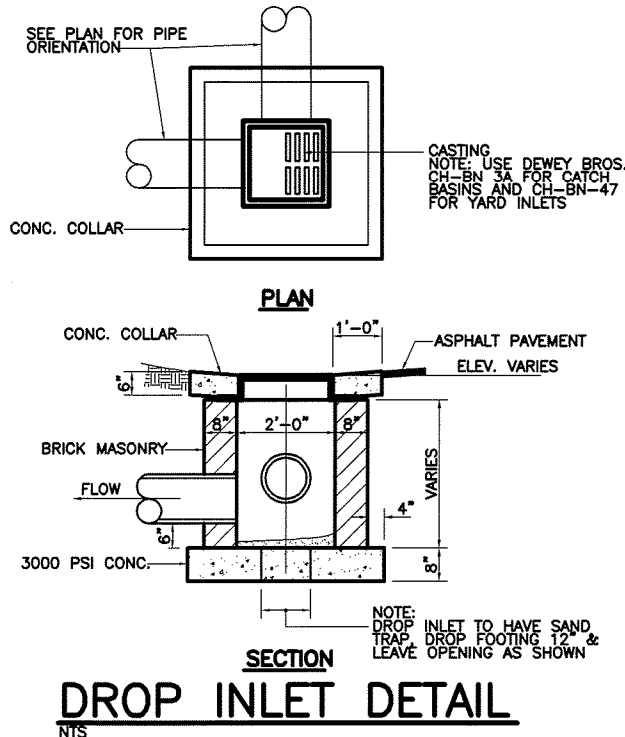 SEE PLAN FOR PIPE
ORIENTATION
CASTING
NOTE: USE DEWEY BROS.
CH-BN 3A FOR CATCH
BASINS AND CH-BN-47
FOR YARD INLETS
CONC. COLLAR
PLAN
1'-0"
CONC. COLLAR
ASPHALT PAVEMENT
ELEV. VARIES
6"
8"
2'-0"
8"
BRICK MASONRY
VARIES
FLOW
4"
6"
3000 PSI CONC.
8"
NOTE:
DROP INLET TO HAVE SAND
TRAP, DROP FOOTING 12" &
LEAVE OPENING AS SHOWN
SECTION
DROP INLET DETAIL
NTS